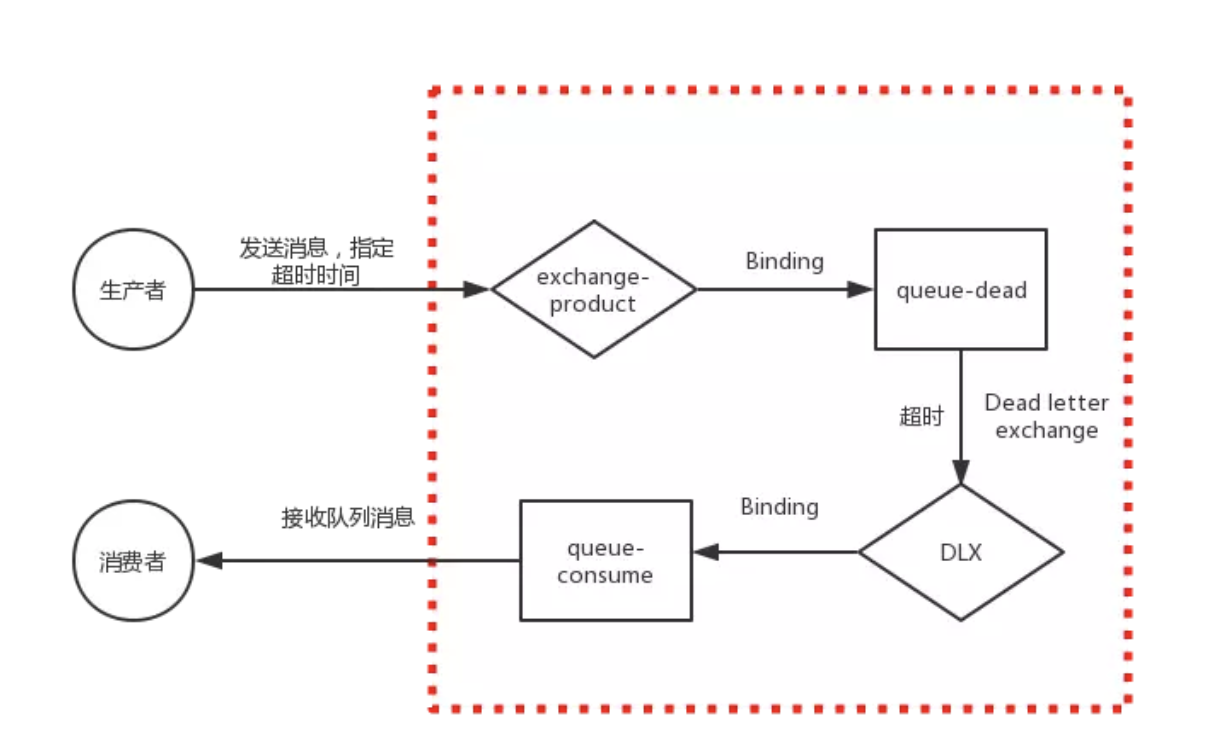 发送消息，指定
超时时间
生产者
exchange-
product
Binding
queue-dead
超时
Dead letter
exchange
接收队列消息
Binding
消费者
queue-
consume
DLX